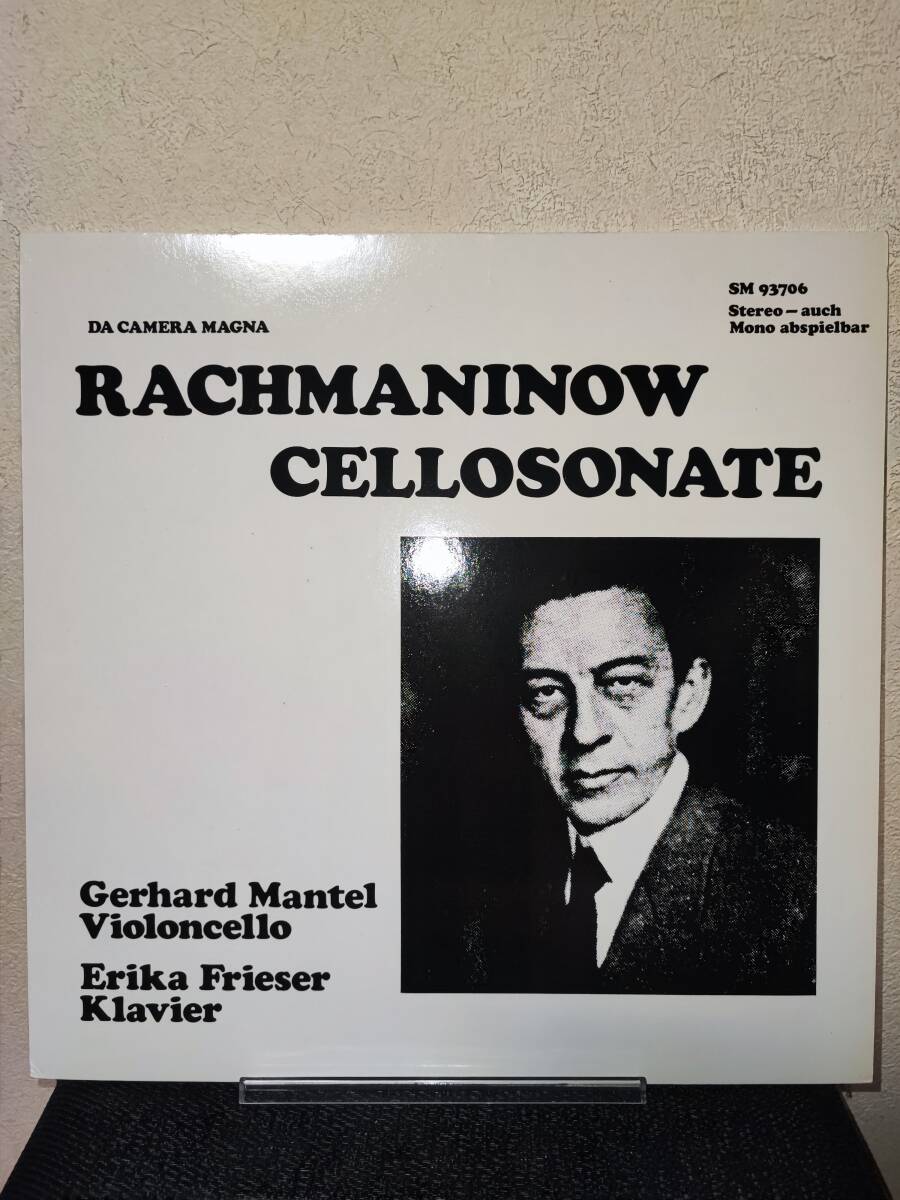 SM 93706
Stereo – auch
Mono abspielbar
DA CAMERA MAGNA
RACHMANINOW
CELLOSONATE
Gerhard Mantel
Violoncello
Erika Frieser
Klavier